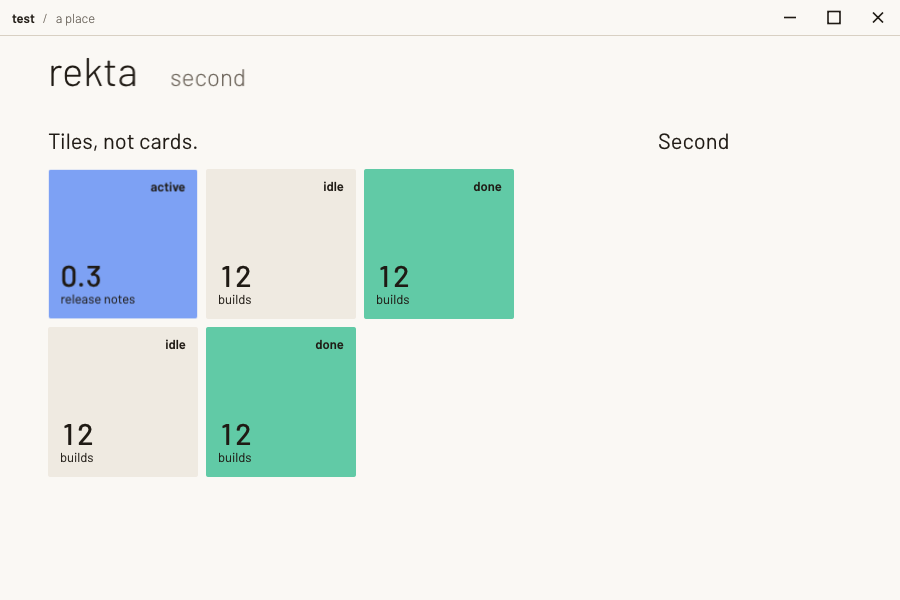 test / a place
rekta second
Tiles, not cards.
active
0.3
release notes
idle
12
builds
done
12
builds
idle
12
builds
done
12
builds
Second